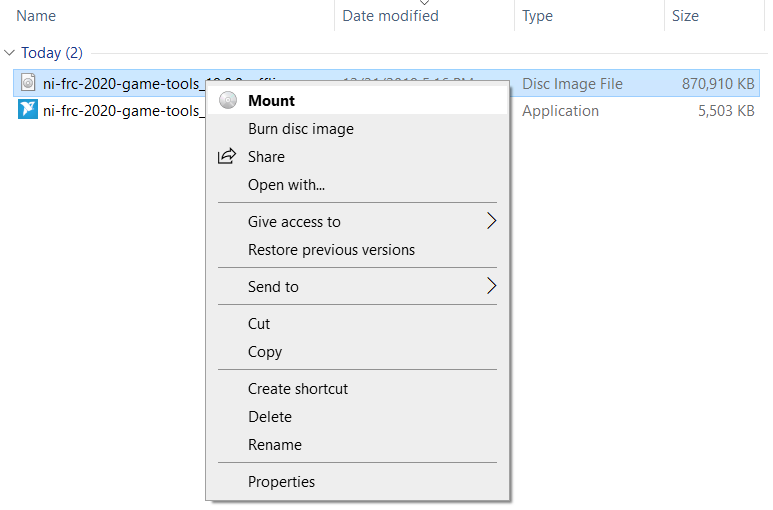 Name Date modified Type Size
Today (2)
ni-frc-2020-game-tools_ Disc Image File 870,910 KB
ni-frc-2020-game-tools_ Application 5,503 KB
Mount
Burn disc image
Share
Open with...
Give access to
Restore previous versions
Send to
Cut
Copy
Create shortcut
Delete
Rename
Properties